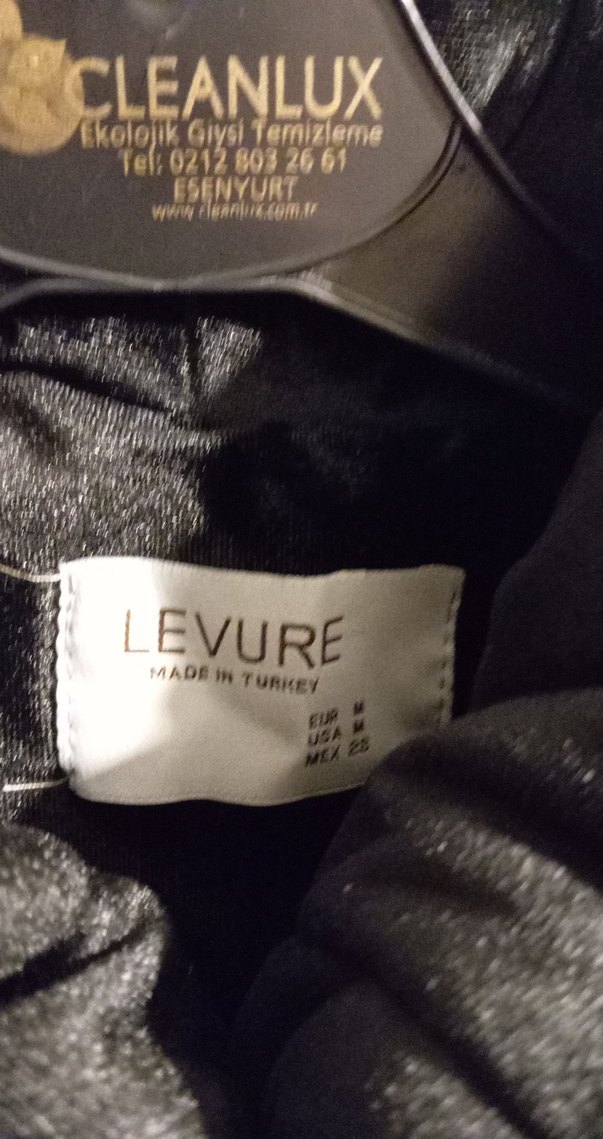 CLEANLUX
Ekolojik Giysi Temizleme
Tel: 0212 803 26 61
ESENYURT
www.cleanlux.com.tr
LEVURE
MADE IN TURKEY
EUR M
USA M
MEX 28